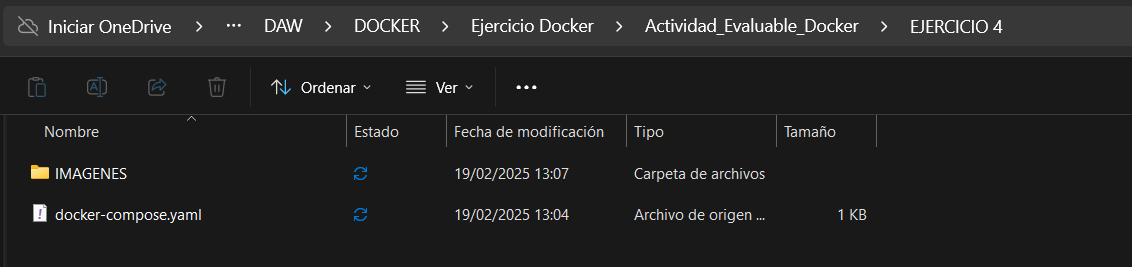 Iniciar OneDrive > ... DAW > DOCKER > Ejercicio Docker > Actividad_Evaluable_Docker > EJERCICIO 4
Ordenar Ver ...
Nombre Estado Fecha de modificación Tipo Tamaño
IMAGENES 19/02/2025 13:07 Carpeta de archivos
docker-compose.yaml 19/02/2025 13:04 Archivo de origen ... 1 KB